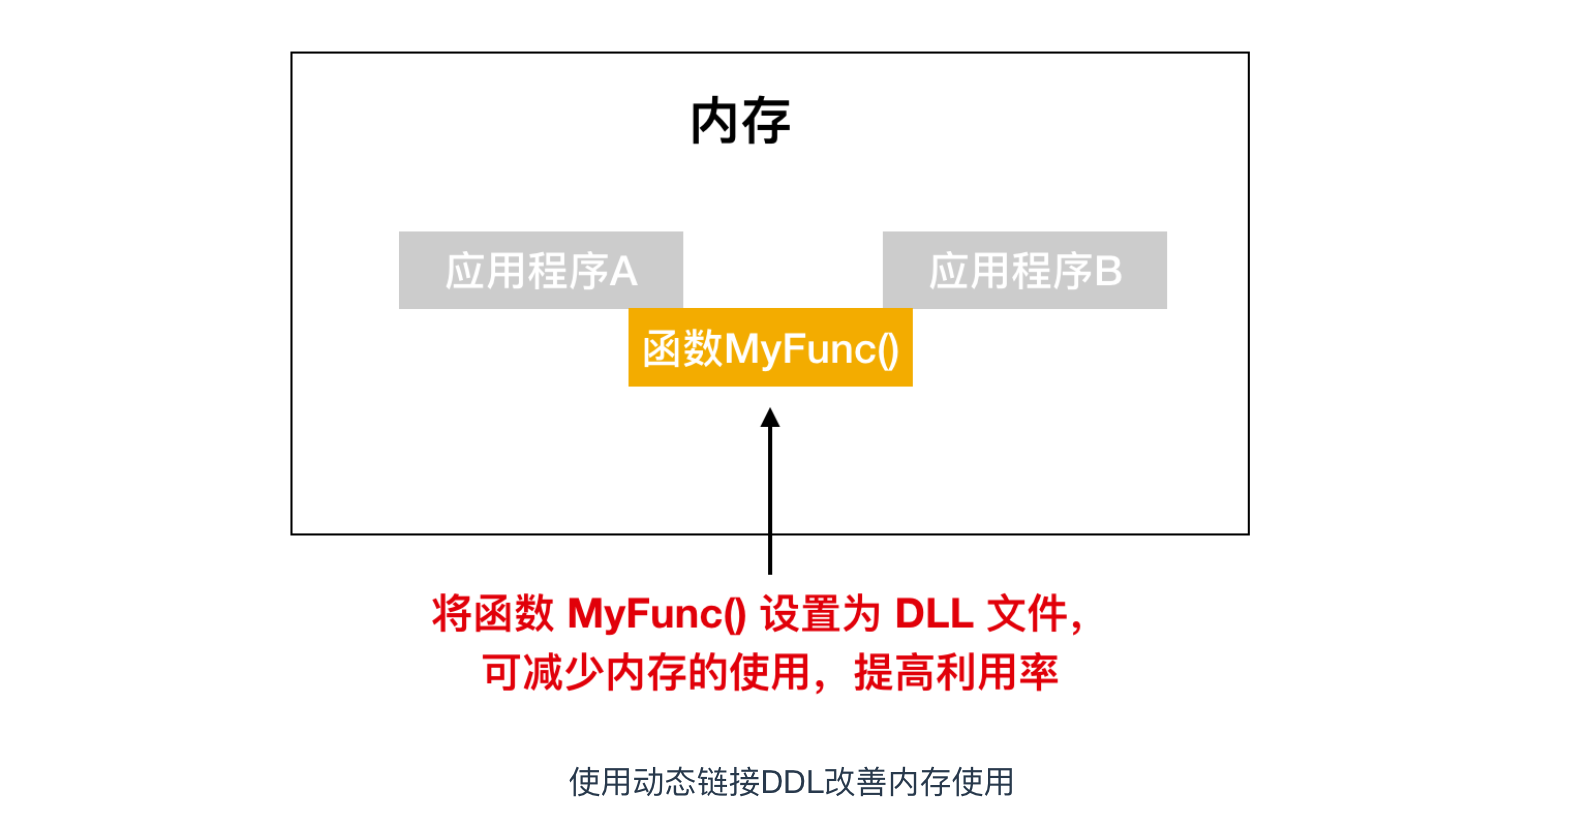 内存
应用程序A
应用程序B
函数MyFunc()
将函数 MyFunc() 设置为 DLL 文件，
可减少内存的使用，提高利用率
使用动态链接DDL改善内存使用